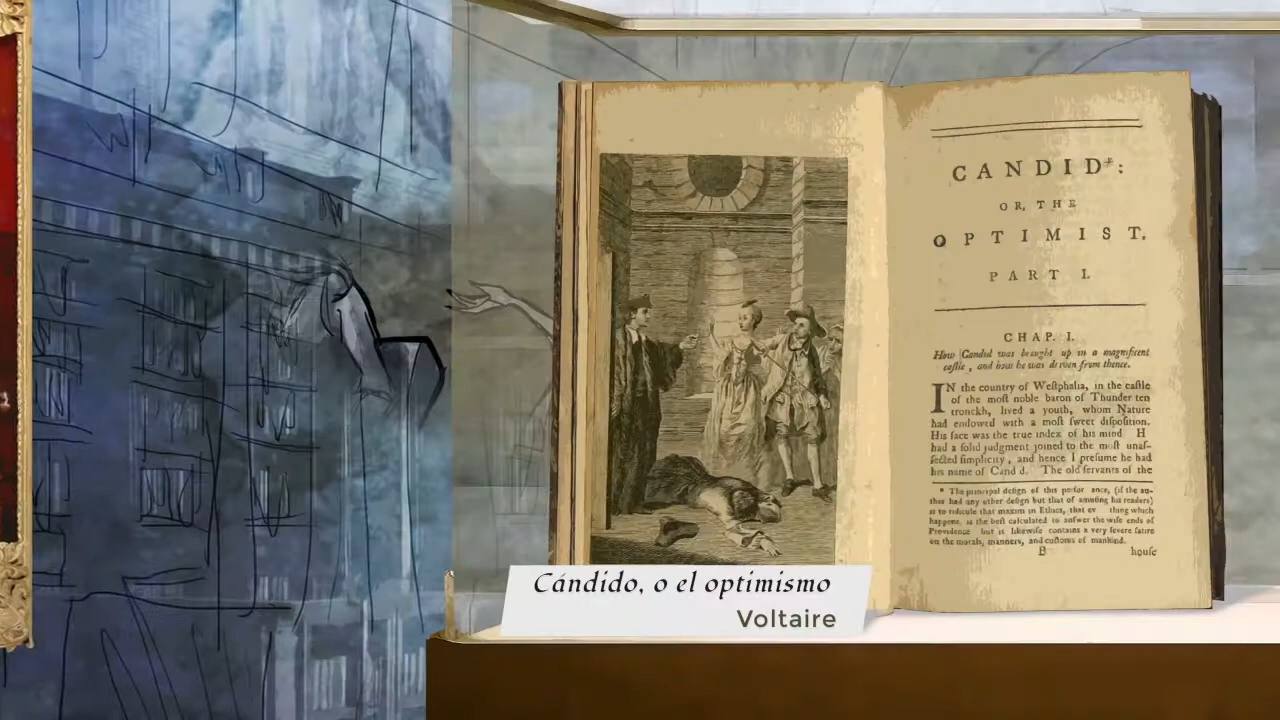 CANDID*:
OR, THE
OPTIMIST.
PART I.
CHAP. I.
How Candid was brought up in a magnificent
caſtle, and how he was driven from thence.
IN the country of Weſtphalia, in the caſtle
of the moſt noble baron of Thunder ten
tronckh, lived a youth, whom Nature
had endowed with a moſt ſweet diſpoſition.
His face was the true index of his mind H
had a ſolid judgment joined to the moſt unaf-
fected ſimplicity, and hence I preſume he had
his name of Cand d. The old ſervants of the
* The principal deſign of this perfor ance, (if the au-
thor had any other deſign but that of amuſing his readers)
is to ridicule that maxim in Ethics, that ev thing which
happens, is the beſt calculated to anſwer the wiſe ends of
Providence but is likewiſe contains a very ſevere ſatire
on the morals, manners, and cuſtoms of mankind.
B houſe
Cándido, o el optimismo
Voltaire